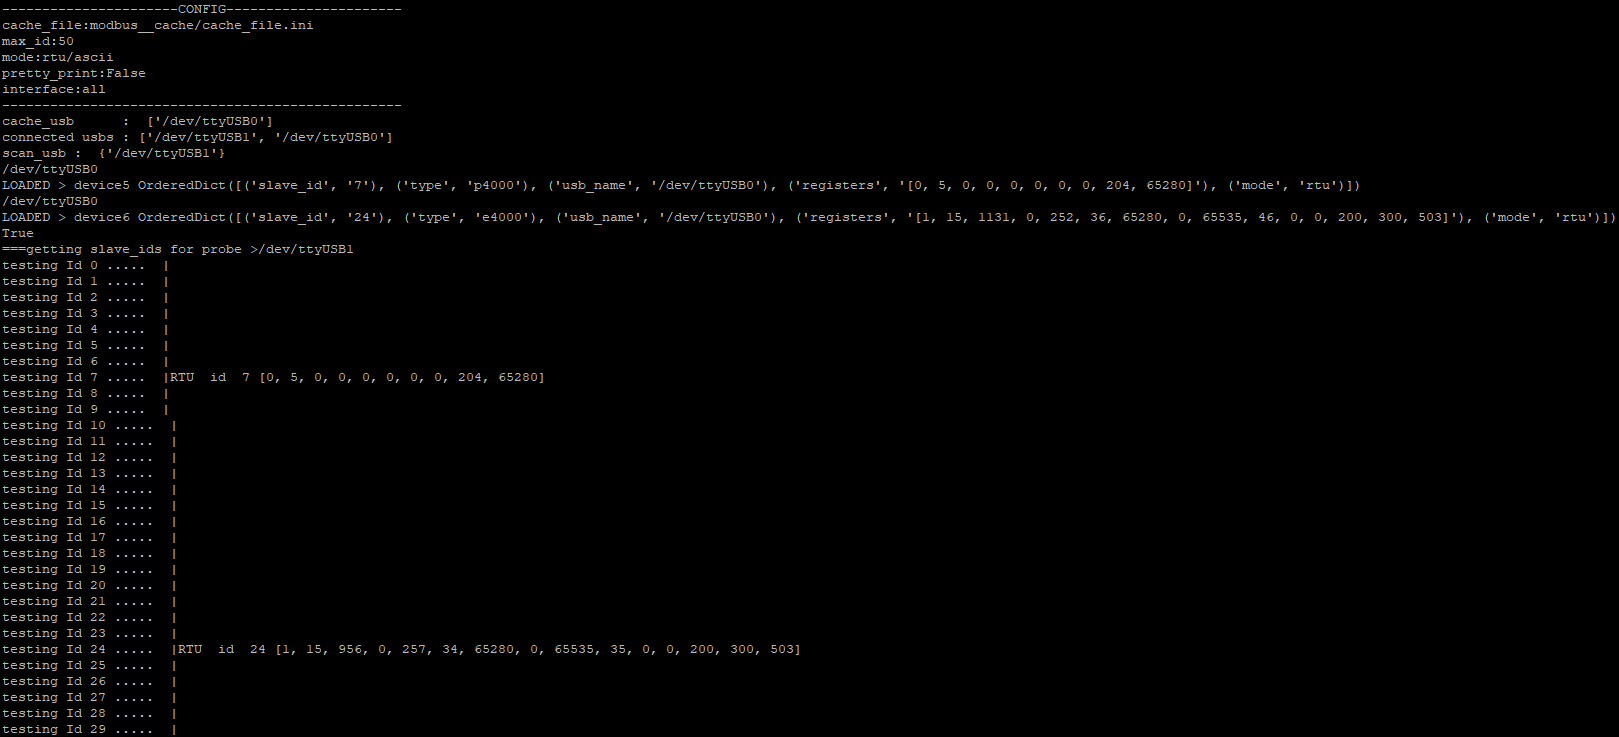 ----------------------CONFIG----------------------
cache_file:modbus__cache/cache_file.ini
max_id:50
mode:rtu/ascii
pretty_print:False
interface:all
--------------------------------------------------
cache_usb      :  ['/dev/ttyUSB0']
connected usbs : ['/dev/ttyUSB1', '/dev/ttyUSB0']
scan_usb :  {'/dev/ttyUSB1'}
/dev/ttyUSB0
LOADED > device5 OrderedDict([('slave_id', '7'), ('type', 'p4000'), ('usb_name', '/dev/ttyUSB0'), ('registers', '[0, 5, 0, 0, 0, 0, 0, 0, 204, 65280]'), ('mode', 'rtu')])
/dev/ttyUSB0
LOADED > device6 OrderedDict([('slave_id', '24'), ('type', 'e4000'), ('usb_name', '/dev/ttyUSB0'), ('registers', '[1, 15, 1131, 0, 252, 36, 65280, 0, 65535, 46, 0, 0, 200, 300, 503]'), ('mode', 'rtu')])
True
===getting slave_ids for probe >/dev/ttyUSB1
testing Id 0 .....  |
testing Id 1 .....  |
testing Id 2 .....  |
testing Id 3 .....  |
testing Id 4 .....  |
testing Id 5 .....  |
testing Id 6 .....  |
testing Id 7 .....  |RTU  id  7 [0, 5, 0, 0, 0, 0, 0, 0, 204, 65280]
testing Id 8 .....  |
testing Id 9 .....  |
testing Id 10 .....  |
testing Id 11 .....  |
testing Id 12 .....  |
testing Id 13 .....  |
testing Id 14 .....  |
testing Id 15 .....  |
testing Id 16 .....  |
testing Id 17 .....  |
testing Id 18 .....  |
testing Id 19 .....  |
testing Id 20 .....  |
testing Id 21 .....  |
testing Id 22 .....  |
testing Id 23 .....  |
testing Id 24 .....  |RTU  id  24 [1, 15, 956, 0, 257, 34, 65280, 0, 65535, 35, 0, 0, 200, 300, 503]
testing Id 25 .....  |
testing Id 26 .....  |
testing Id 27 .....  |
testing Id 28 .....  |
testing Id 29 .....  |